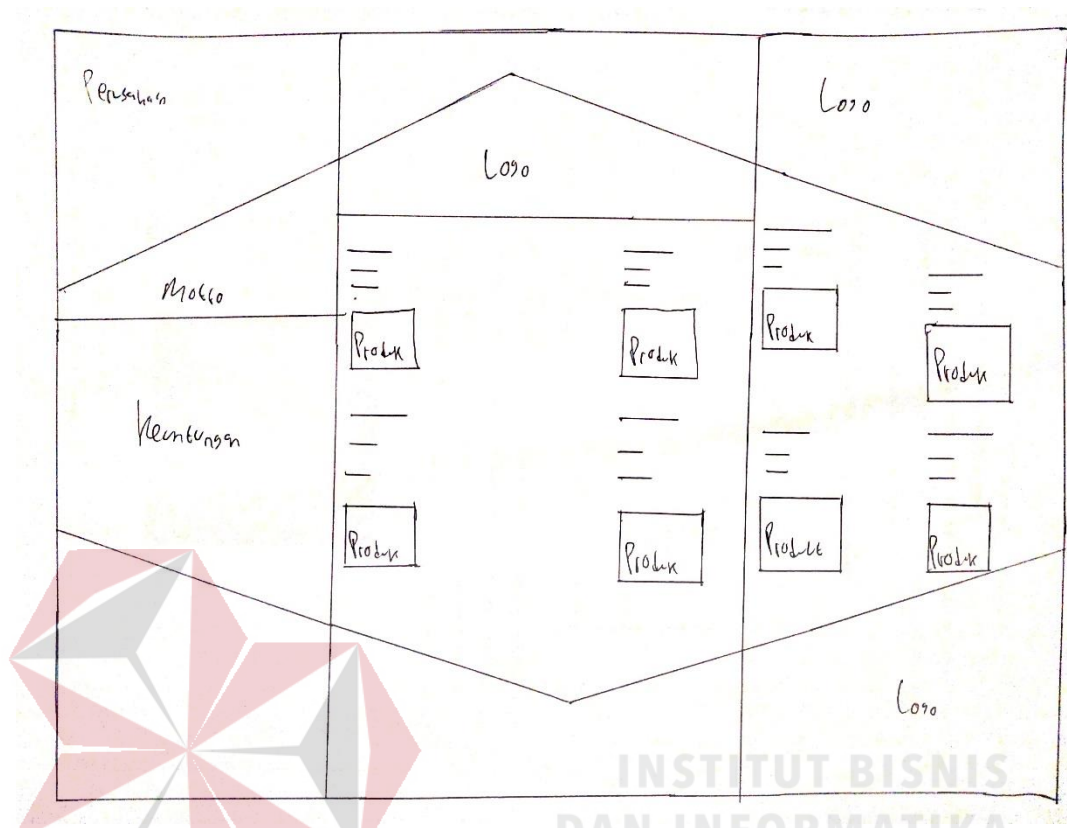 Perusahaan
Logo
Logo
Motto
Keuntungan
Produk
Produk
Produk
Produk
Produk
Produk
Produk
Produk
Logo
INSTITUT BISNIS
DAN INFORMATIKA